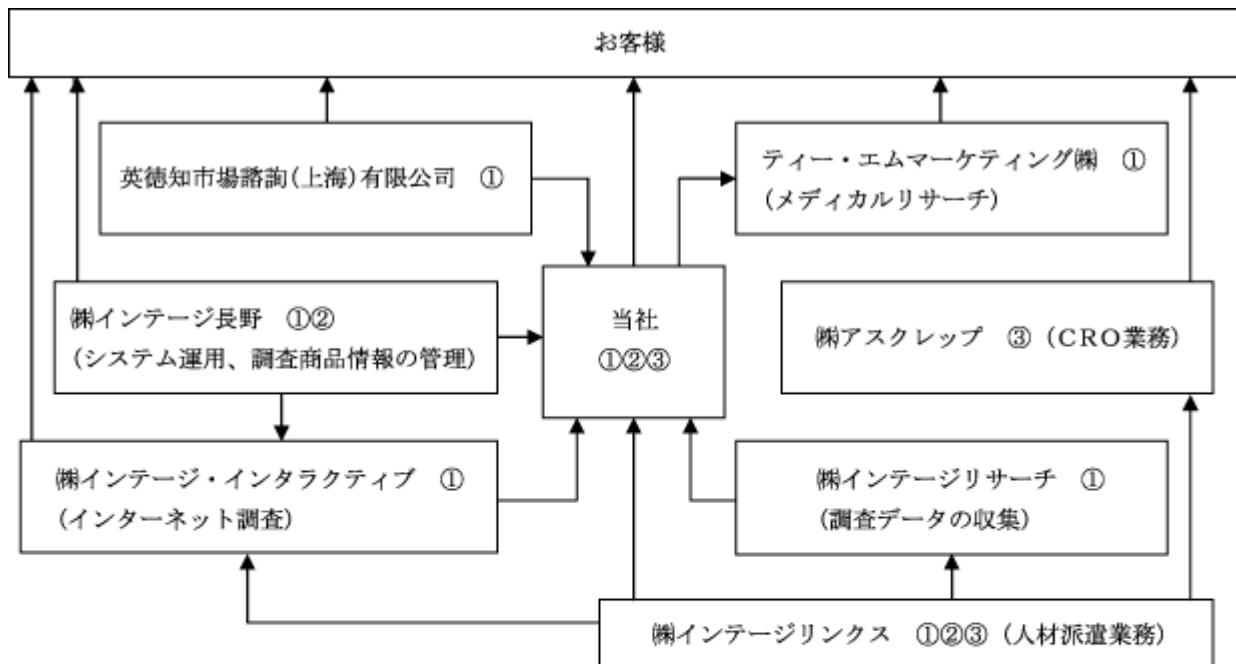 お客様
英徳知市場諮詢(上海)有限公司 ①
ティー・エムマーケティング㈱ ①
(メディカルリサーチ)
㈱インテージ長野 ①②
(システム運用、調査商品情報の管理)
当社
①②③
㈱アスクレップ ③(CRO業務)
㈱インテージ・インタラクティブ ①
(インターネット調査)
㈱インテージリサーチ ①
(調査データの収集)
㈱インテージリンクス ①②③(人材派遣業務)